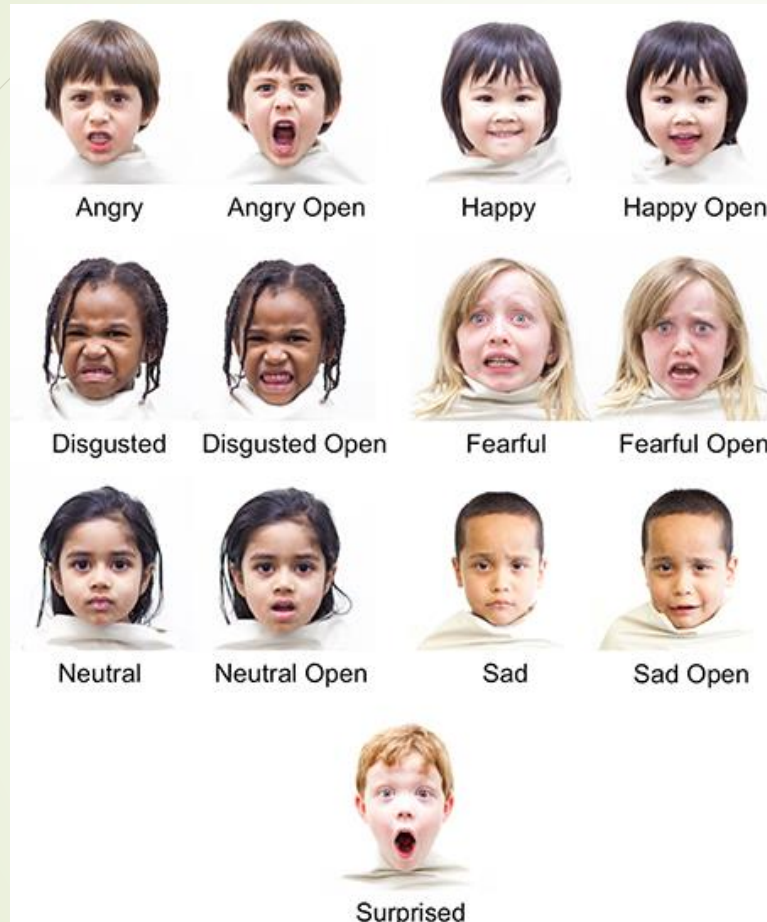 Angry Angry Open Happy Happy Open
Disgusted Disgusted Open Fearful Fearful Open
Neutral Neutral Open Sad Sad Open
Surprised